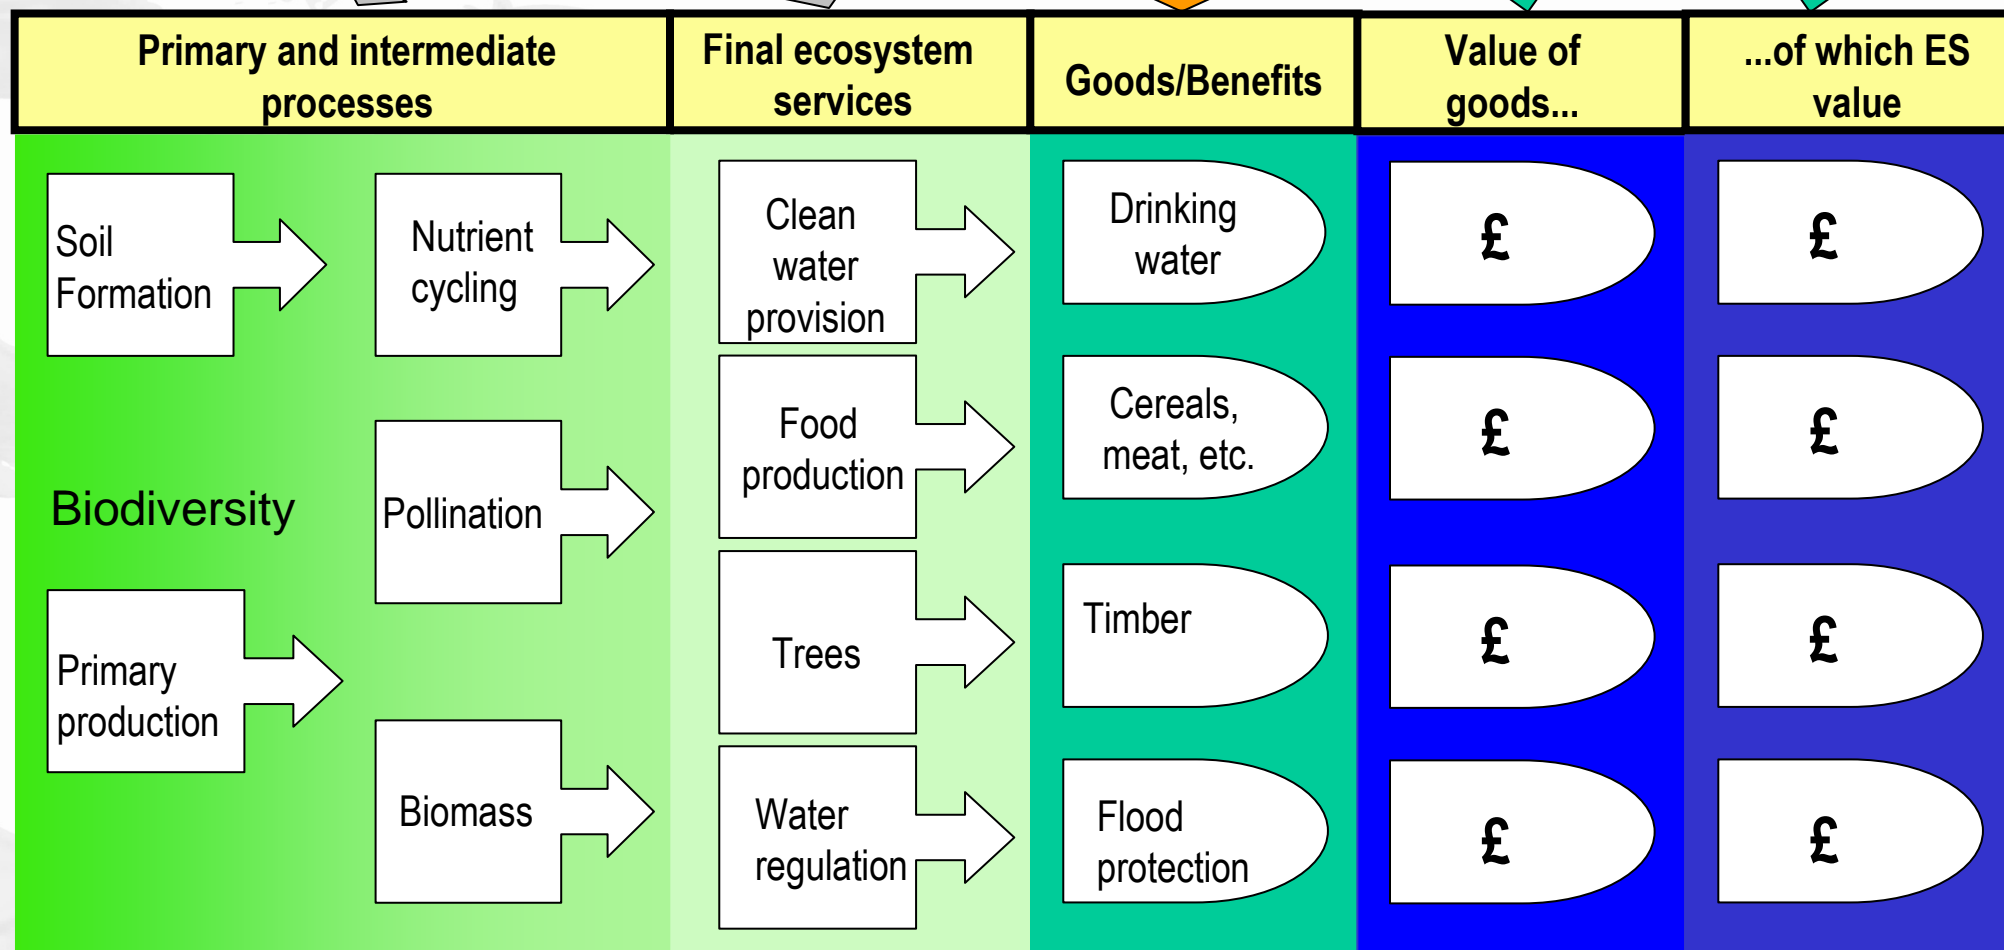 Primary and intermediate
processes
Final ecosystem
services
Goods/Benefits
Value of
goods...
...of which ES
value
Soil
Formation
Nutrient
cycling
Clean
water
provision
Drinking
water
£
£
Food
production
Cereals,
meat, etc.
£
£
Biodiversity
Pollination
Primary
production
Trees
Timber
£
£
Biomass
Water
regulation
Flood
protection
£
£